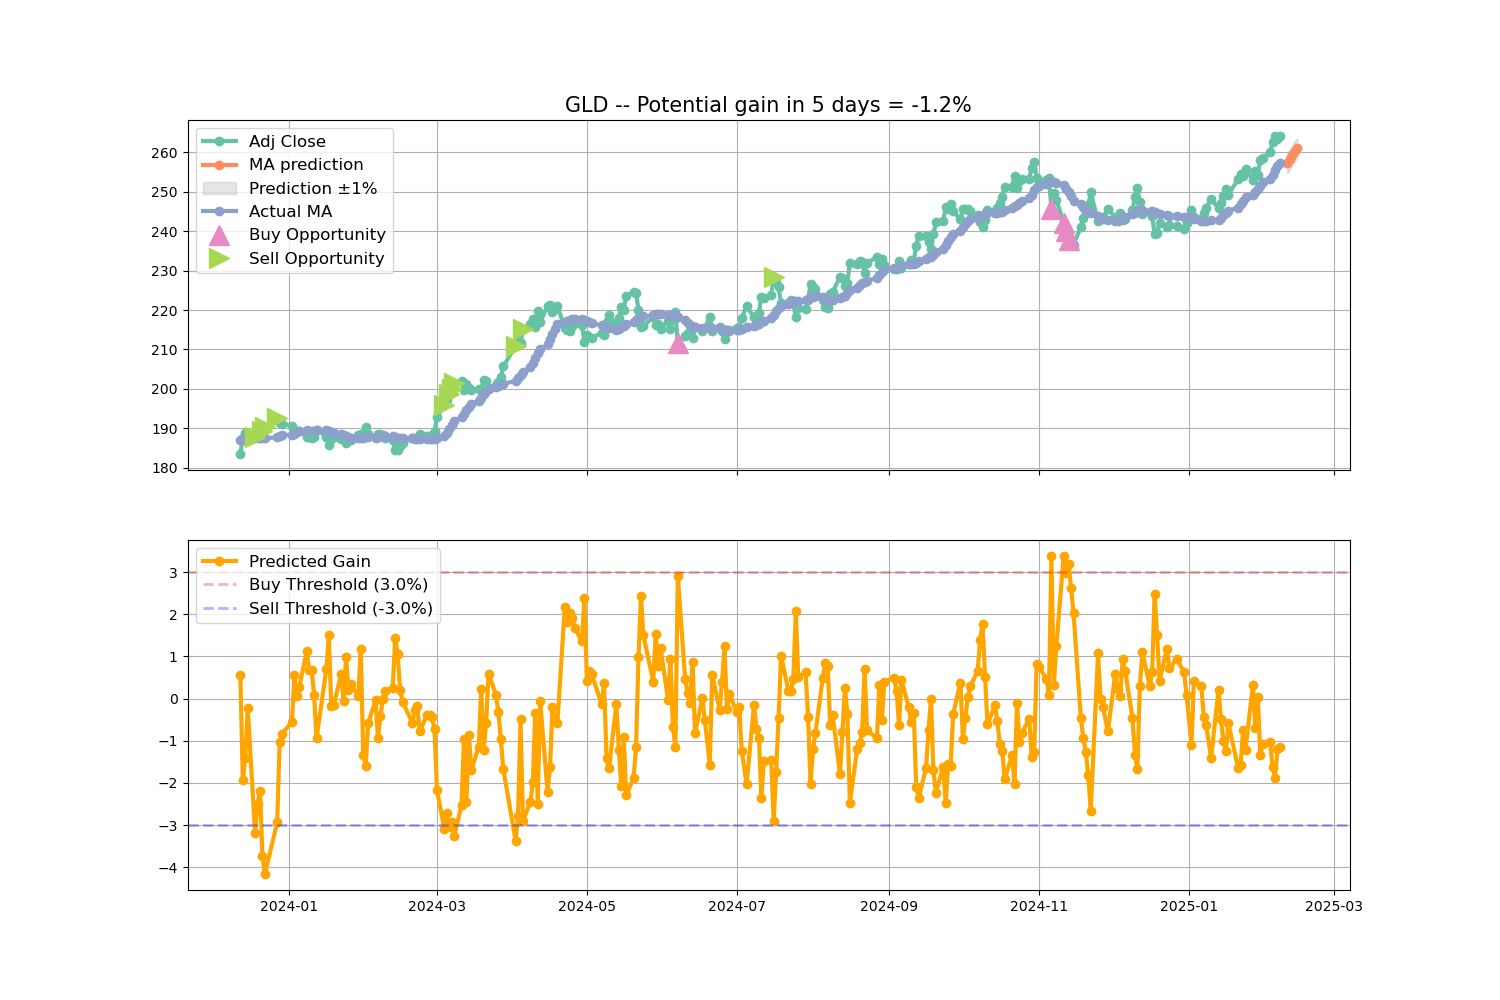 GLD -- Potential gain in 5 days = -1.2%
Adj Close
MA prediction
Prediction ±1%
Actual MA
Buy Opportunity
Sell Opportunity
260
250
240
230
220
210
200
190
180
Predicted Gain
Buy Threshold (3.0%)
Sell Threshold (-3.0%)
3
2
1
0
−1
−2
−3
−4
2024-01 2024-03 2024-05 2024-07 2024-09 2024-11 2025-01 2025-03